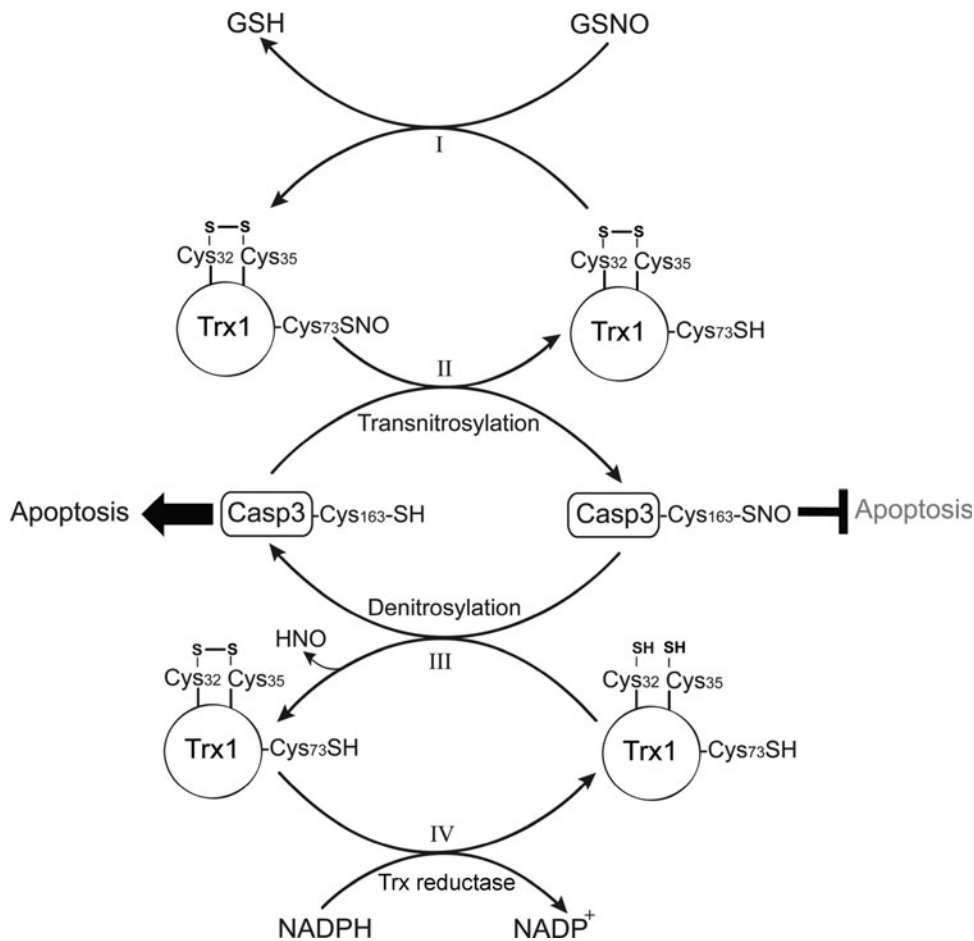 GSH GSNO
I
S S S S
Cys32 Cys35 Cys32 Cys35
Trx1 Cys73SNO Trx1 Cys73SH
II
Transnitrosylation
Apoptosis Casp3 Cys163-SH Casp3 Cys163-SNO Apoptosis
Denitrosylation
HNO
III
S S SH SH
Cys32 Cys35 Cys32 Cys35
Trx1 Cys73SH Trx1 Cys73SH
IV
Trx reductase
NADPH NADP+